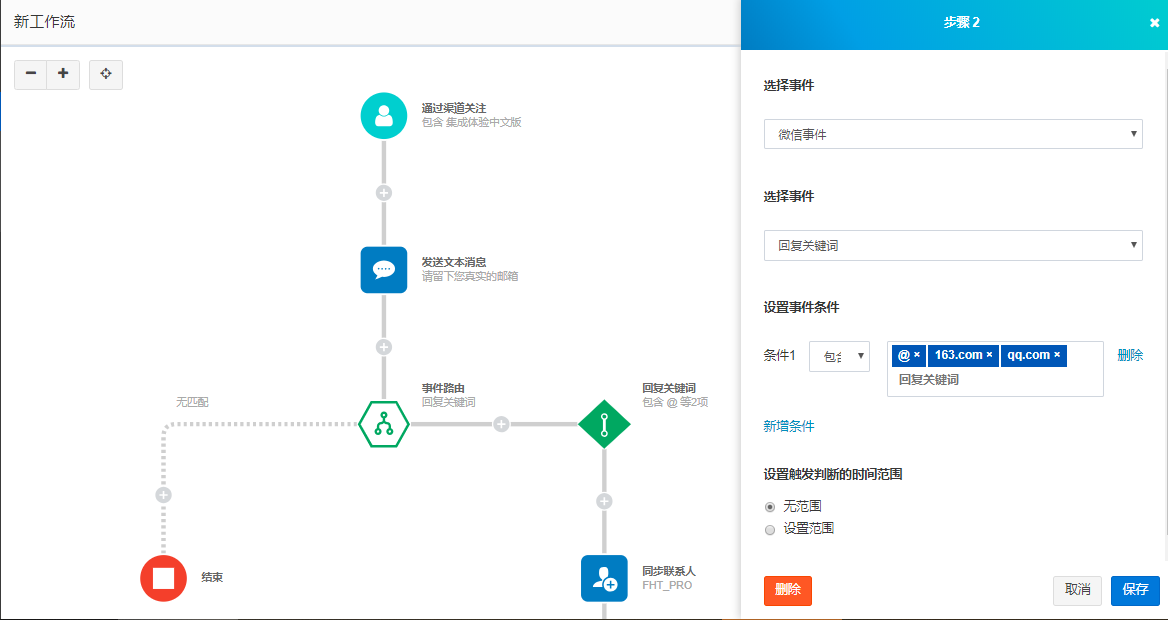 新工作流
通过渠道关注
包含 集成体验中文版
发送文本消息
请留下您真实的邮箱
事件路由
回复关键词
无匹配
回复关键词
包含 @ 等2项
结束
同步联系人
FHT_PRO
步骤 2
选择事件
微信事件
选择事件
回复关键词
设置事件条件
条件1
包含
@ × 163.com × qq.com ×
回复关键词
删除
新增条件
设置触发判断的时间范围
无范围
设置范围
删除
取消
保存